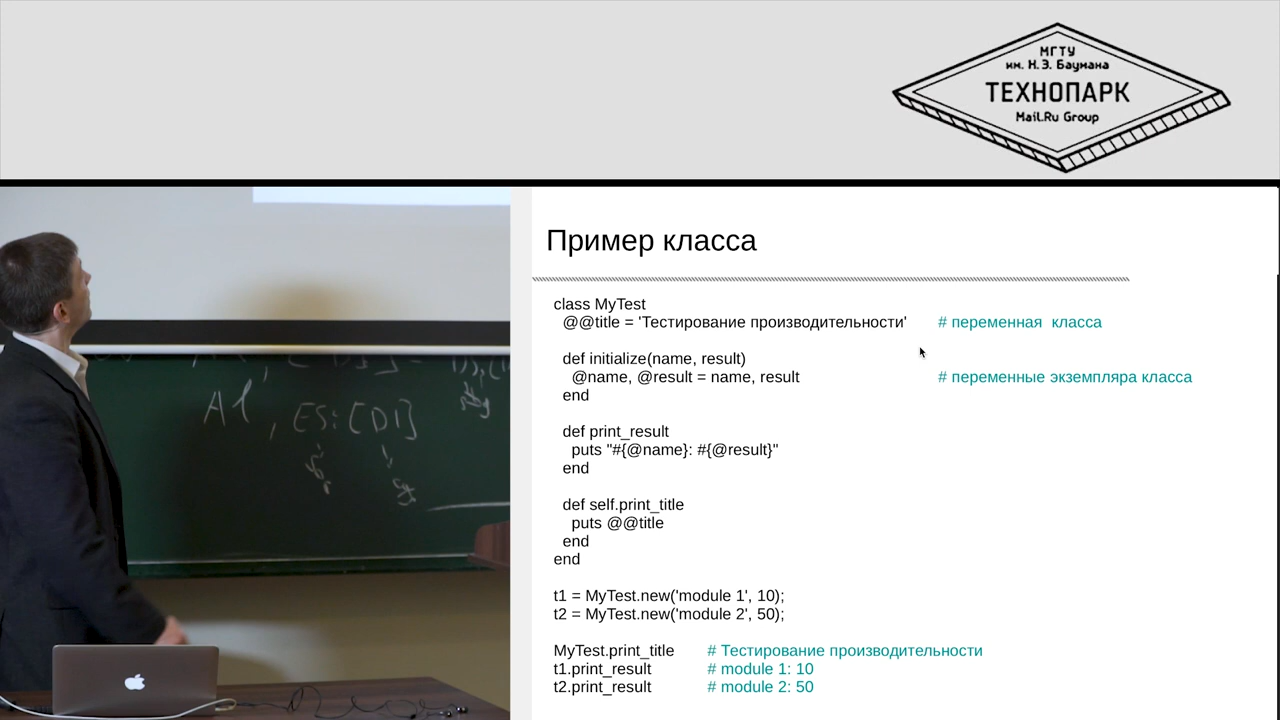 МГТУ
им. Н.Э. Баумана
ТЕХНОПАРК
Mail.Ru Group
Пример класса
class MyTest
@@title = 'Тестирование производительности' # переменная класса
def initialize(name, result)
@name, @result = name, result # переменные экземпляра класса
end
def print_result
puts "#{@name}: #{@result}"
end
def self.print_title
puts @@title
end
end
t1 = MyTest.new('module 1', 10);
t2 = MyTest.new('module 2', 50);
MyTest.print_title # Тестирование производительности
t1.print_result # module 1: 10
t2.print_result # module 2: 50